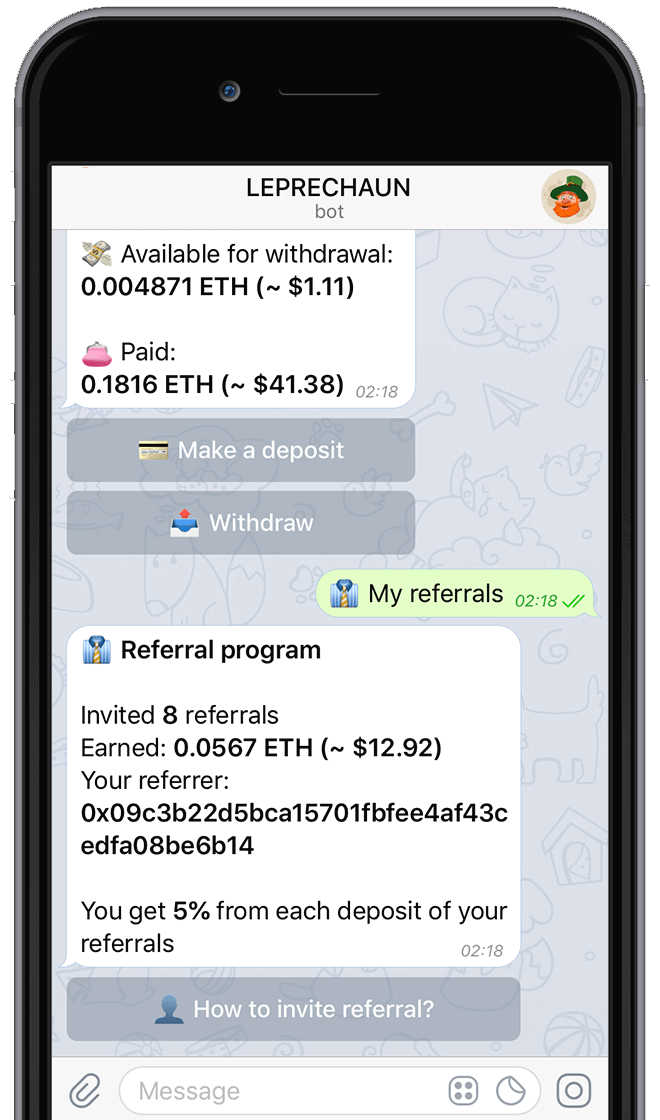 LEPRECHAUN
bot
💸 Available for withdrawal:
0.004871 ETH (~ $1.11)
👛 Paid:
0.1816 ETH (~ $41.38) 02:18
💳 Make a deposit
📤 Withdraw
👔 My referrals 02:18
👔 Referral program
Invited 8 referrals
Earned: 0.0567 ETH (~ $12.92)
Your referrer:
0x09c3b22d5bca15701fbfee4af43c
edfa08be6b14
You get 5% from each deposit of your
referrals 02:18
👤 How to invite referral?
Message